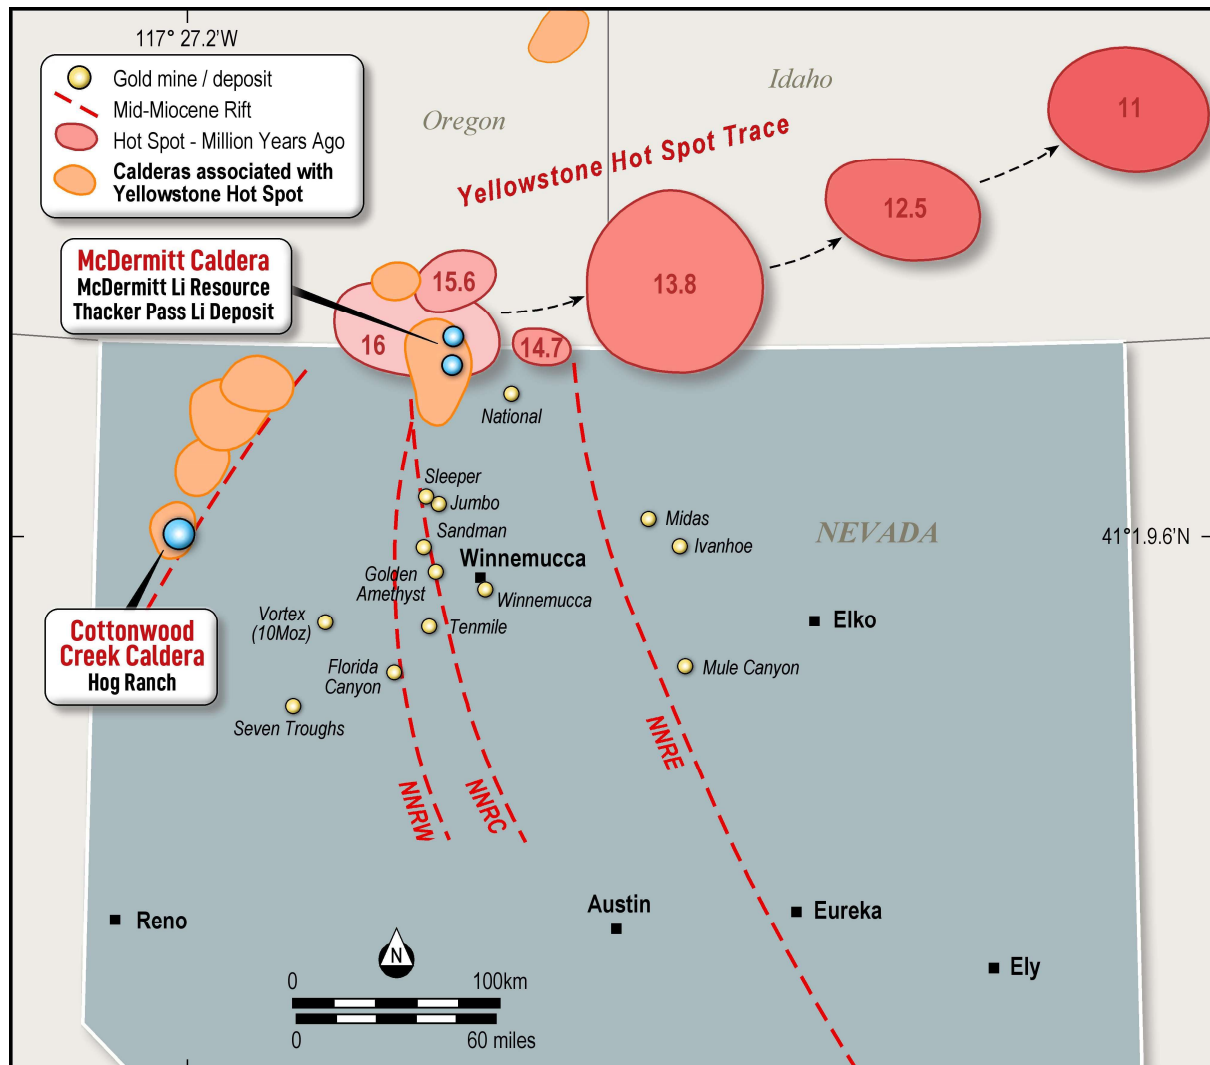 117° 27.2'W
Gold mine / deposit
Mid-Miocene Rift
Hot Spot - Million Years Ago
Calderas associated with
Yellowstone Hot Spot
Oregon
Idaho
Yellowstone Hot Spot Trace
11
12.5
13.8
15.6
16
14.7
McDermitt Caldera
McDermitt Li Resource
Thacker Pass Li Deposit
National
Sleeper
Jumbo
Sandman
Midas
Ivanhoe
NEVADA
41°1.9.6'N
Winnemucca
Golden
Amethyst
Winnemucca
Vortex
(10Moz)
Tenmile
Elko
Cottonwood
Creek Caldera
Hog Ranch
Florida
Canyon
Mule Canyon
Seven Troughs
NNRE
NNRW
NNRC
Austin
Eureka
Reno
Ely
N
0 100km
0 60 miles